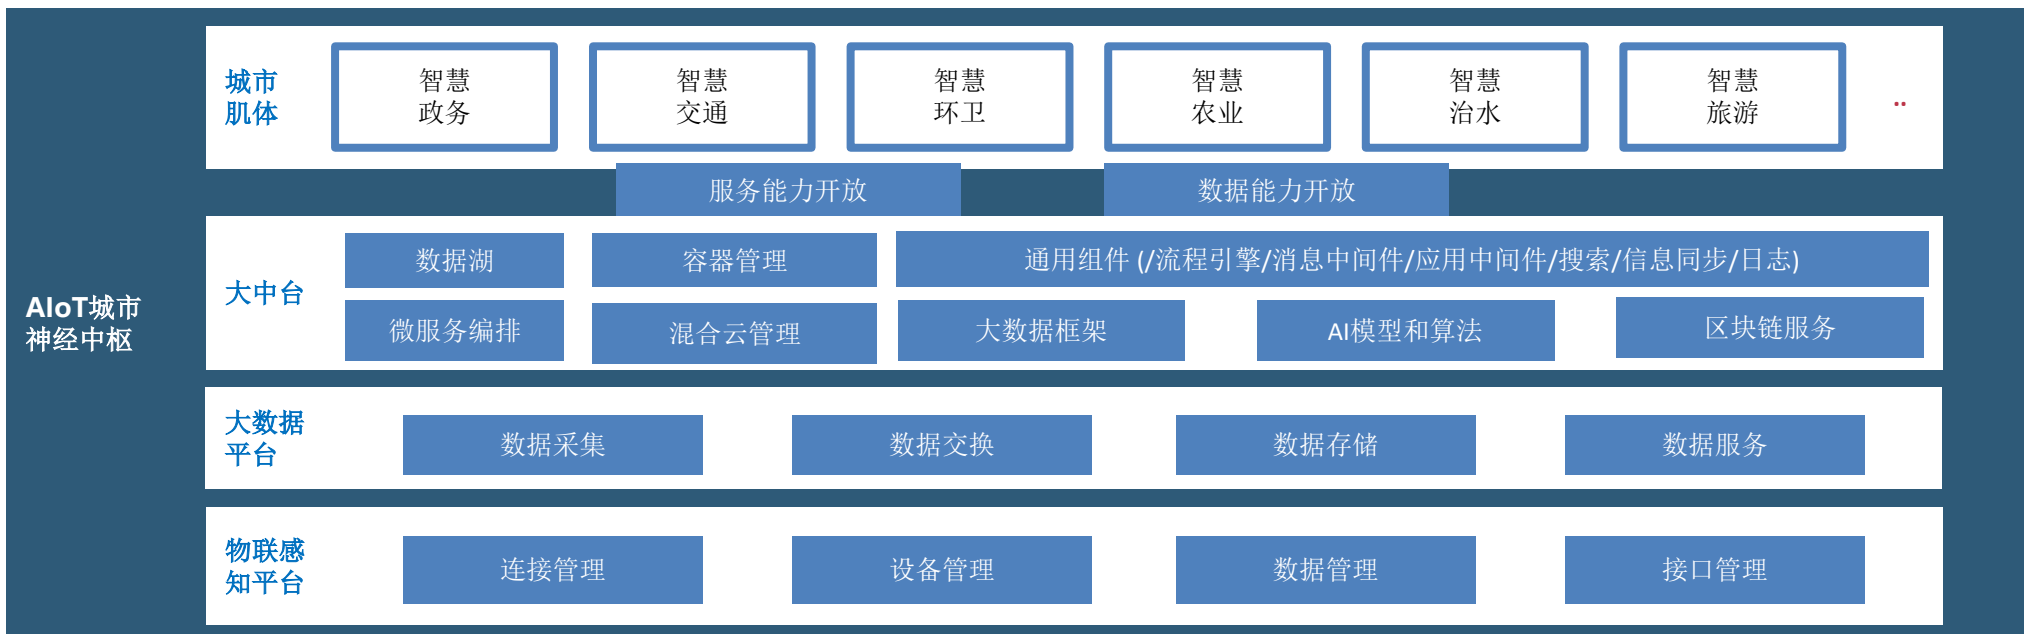 城市
肌体
智慧
政务
智慧
交通
智慧
环卫
智慧
农业
智慧
治水
智慧
旅游
..
服务能力开放
数据能力开放
AIoT城市
神经中枢
大中台
数据湖
容器管理
通用组件 (/流程引擎/消息中间件/应用中间件/搜索/信息同步/日志)
微服务编排
混合云管理
大数据框架
AI模型和算法
区块链服务
大数据
平台
数据采集
数据交换
数据存储
数据服务
物联感
知平台
连接管理
设备管理
数据管理
接口管理